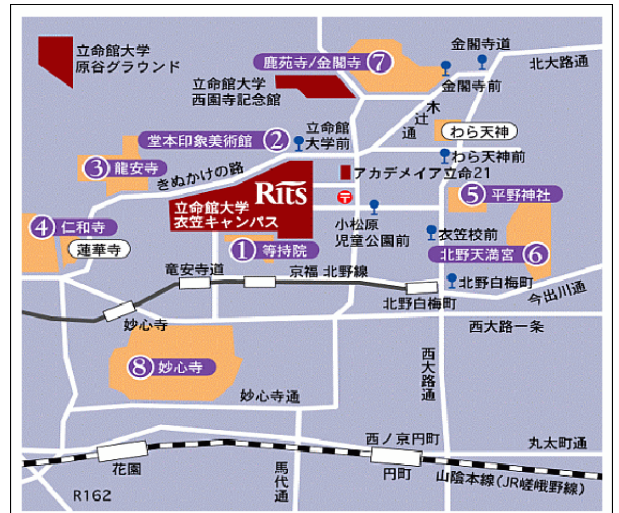 立命館大学
原谷グラウンド
鹿苑寺/金閣寺 ⑦
金閣寺道
北大路通
金閣寺前
立命館大学
西園寺記念館
木辻通
わら天神
堂本印象美術館 ②
立命館
大学前
わら天神前
③ 龍安寺
きぬかけの路
アカデメイア立命21
Rits
立命館大学
衣笠キャンパス
〒
⑤ 平野神社
④ 仁和寺
蓮華寺
小松原
児童公園前
衣笠校前
① 等持院
北野天満宮 ⑥
竜安寺道
京福 北野線
北野白梅町
北野白梅町
今出川通
妙心寺
西大路一条
⑧ 妙心寺
西大路通
妙心寺通
西ノ京円町
丸太町通
花園
馬代通
円町
山陰本線(JR嵯峨野線)
R162